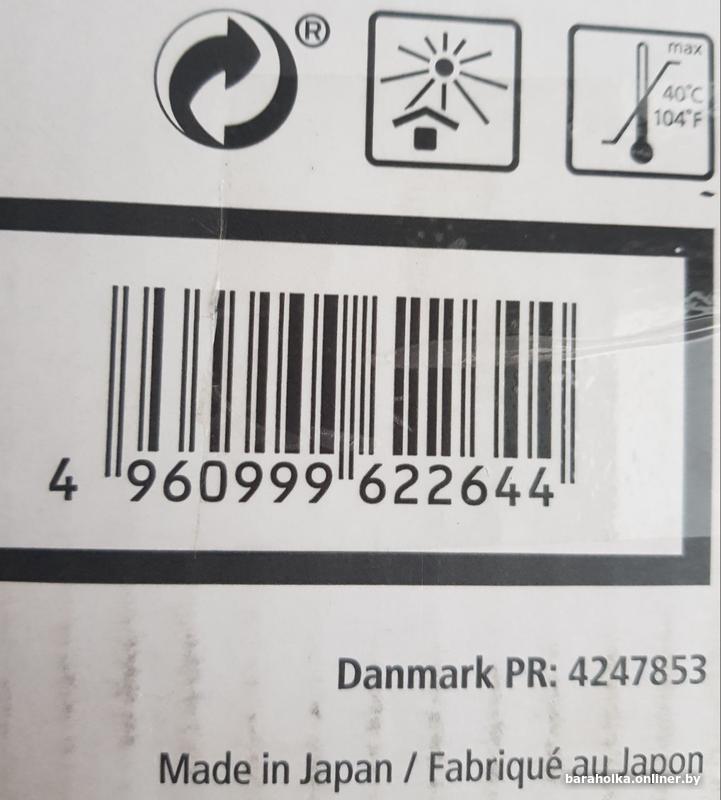 ®
max
40°C
104°F
4 960999 622644
Danmark PR: 4247853
Made in Japan / Fabriqué au Japon
baraholka.onliner.by